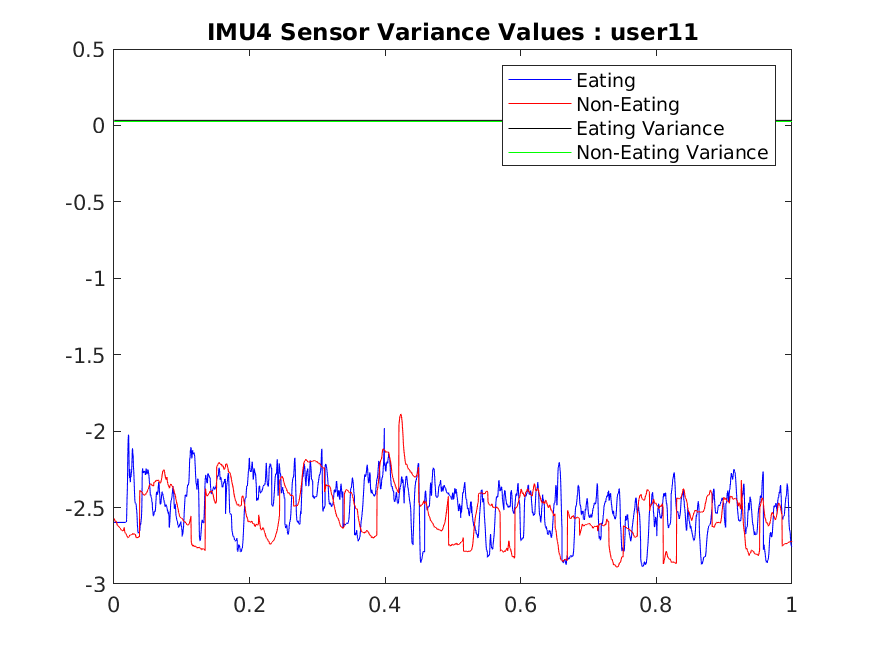 IMU4 Sensor Variance Values : user11
0.5
0
-0.5
-1
-1.5
-2
-2.5
-3
Eating
Non-Eating
Eating Variance
Non-Eating Variance
0 0.2 0.4 0.6 0.8 1